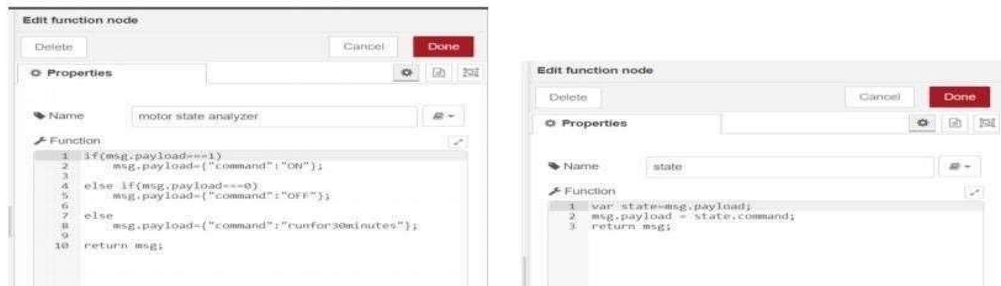 Edit function node
Delete Cancel Done
Properties
Name motor state analyzer
Function
1 if(msg.payload===1)
2 msg.payload={"command":"ON"};
3
4 else if(msg.payload===0)
5 msg.payload={"command":"OFF"};
6
7 else
8 msg.payload={"command":"runfor30minutes"};
9
10 return msg;
Edit function node
Delete Cancel Done
Properties
Name state
Function
1 var state=msg.payload;
2 msg.payload = state.command;
3 return msg;